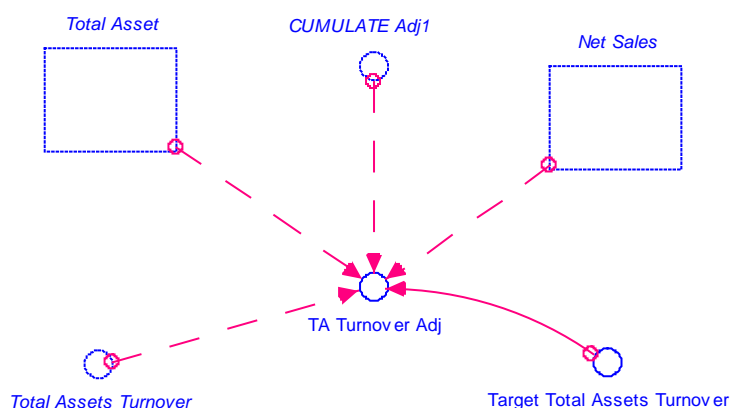 Total Asset
CUMULATE Adj1
Net Sales
TA Turnover Adj
Total Assets Turnover
Target Total Assets Turnover